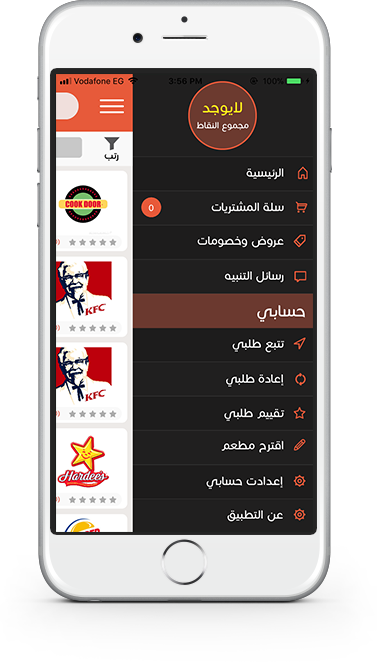 Vodafone EG
3:56 PM
100%
لايوجد
مجموع النقاط
رتب
الرئيسية
سلة المشتريات
0
عروض وخصومات
رسائل التنبيه
حسابي
تتبع طلبي
إعادة طلبي
تقييم طلبي
اقترح مطعم
إعدادت حسابي
عن التطبيق
COOK DOOR
KFC
KFC
Hardee's